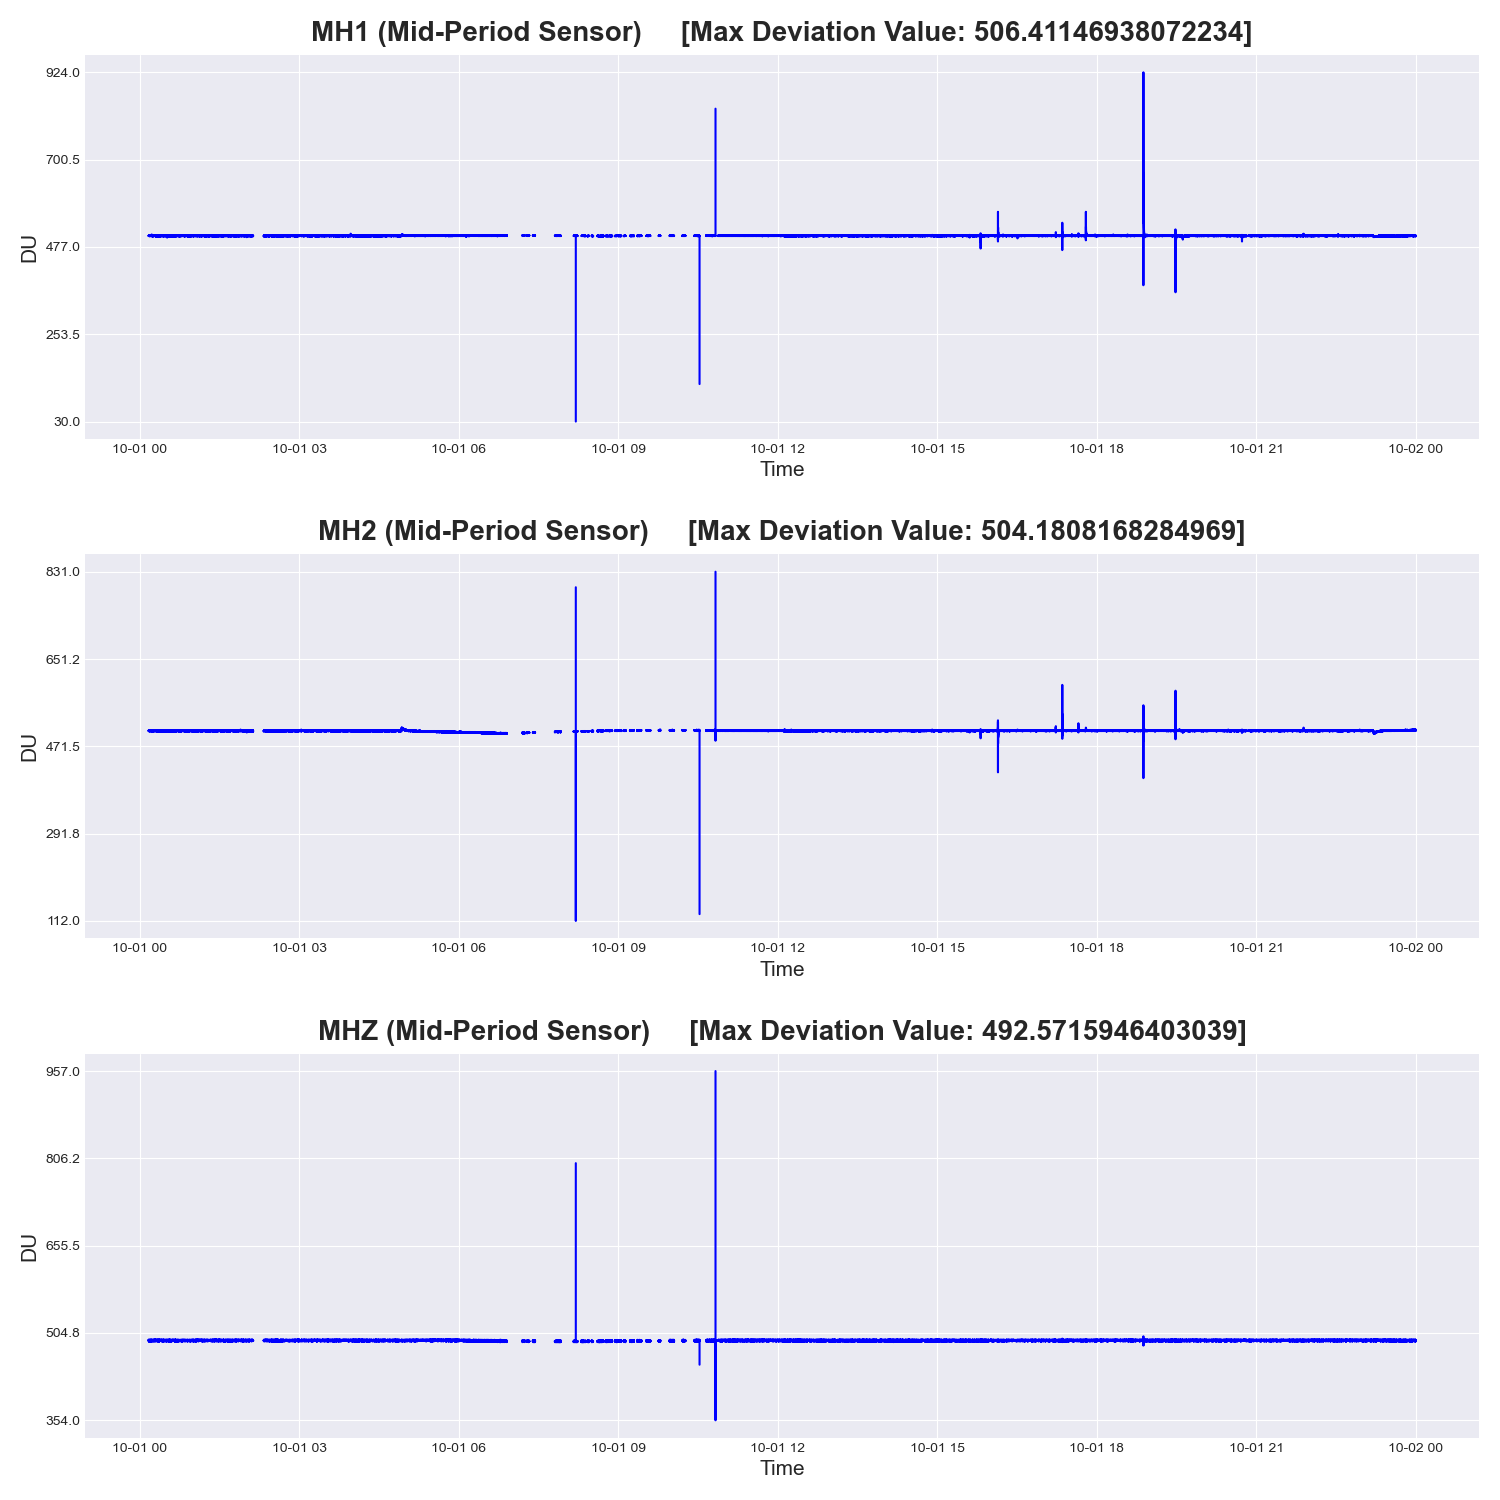 MH1 (Mid-Period Sensor) [Max Deviation Value: 506.41146938072234]
924.0
700.5
477.0
253.5
30.0
DU
10-01 00 10-01 03 10-01 06 10-01 09 10-01 12 10-01 15 10-01 18 10-01 21 10-02 00
Time
MH2 (Mid-Period Sensor) [Max Deviation Value: 504.1808168284969]
831.0
651.2
471.5
291.8
112.0
DU
10-01 00 10-01 03 10-01 06 10-01 09 10-01 12 10-01 15 10-01 18 10-01 21 10-02 00
Time
MHZ (Mid-Period Sensor) [Max Deviation Value: 492.5715946403039]
957.0
806.2
655.5
504.8
354.0
DU
10-01 00 10-01 03 10-01 06 10-01 09 10-01 12 10-01 15 10-01 18 10-01 21 10-02 00
Time